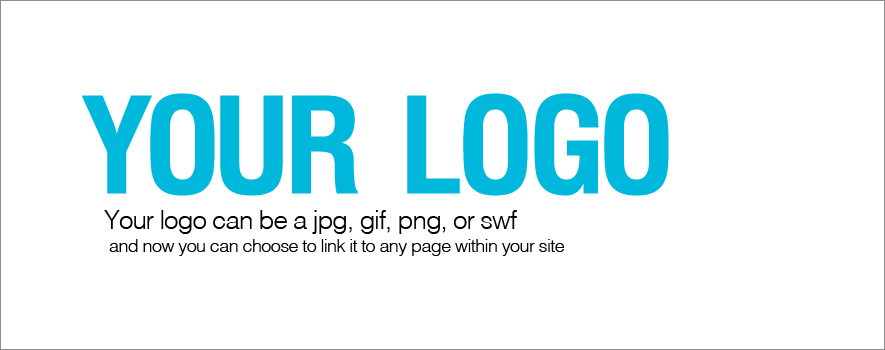 YOUR LOGO
Your logo can be a jpg, gif, png, or swf
and now you can choose to link it to any page within your site